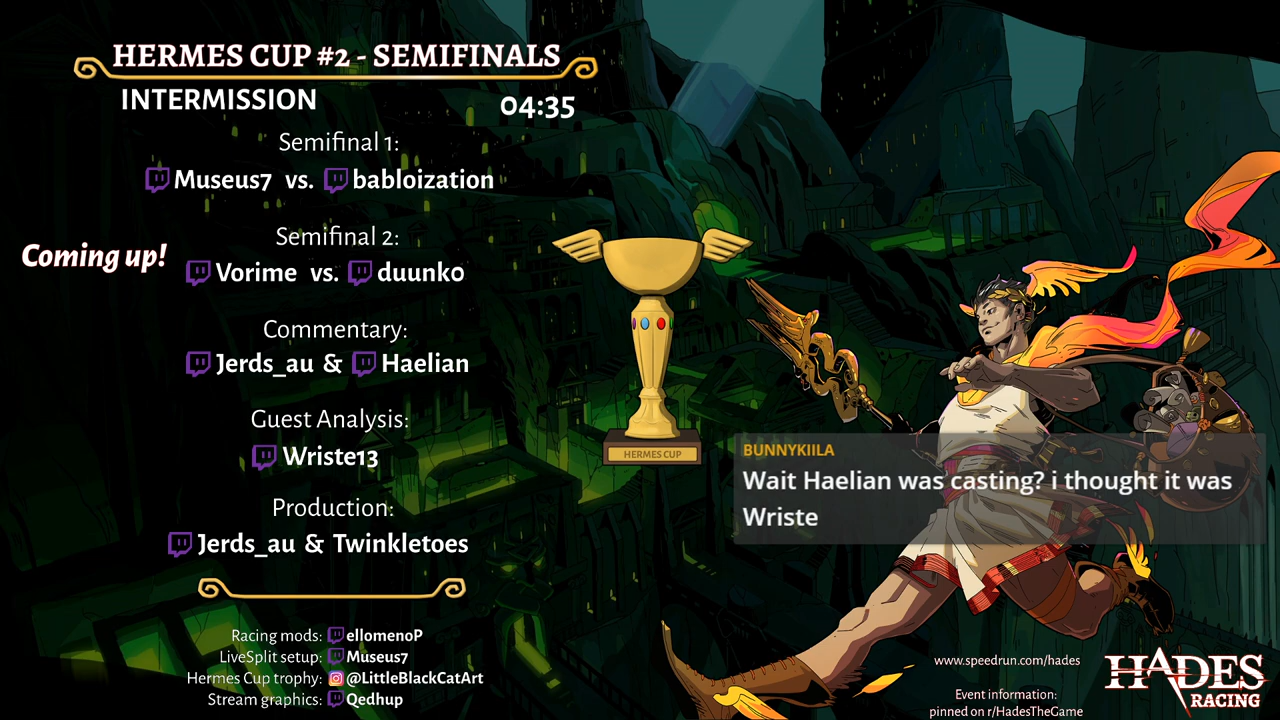 HERMES CUP #2 - SEMIFINALS
INTERMISSION 04:35
Semifinal 1:
Museus7 vs. babloization
Semifinal 2:
Coming up! Vorime vs. duunko
Commentary:
Jerds_au & Haelian
Guest Analysis:
Wriste13
Production:
Jerds_au & Twinkletoes
Racing mods: ellomenoP
LiveSplit setup: Museus7
Hermes Cup trophy: @LittleBlackCatArt
Stream graphics: Qedhup
HERMES CUP
BUNNYKIILA
Wait Haelian was casting? i thought it was
Wriste
www.speedrun.com/hades
Event information:
pinned on r/HadesTheGame
HADES
RACING